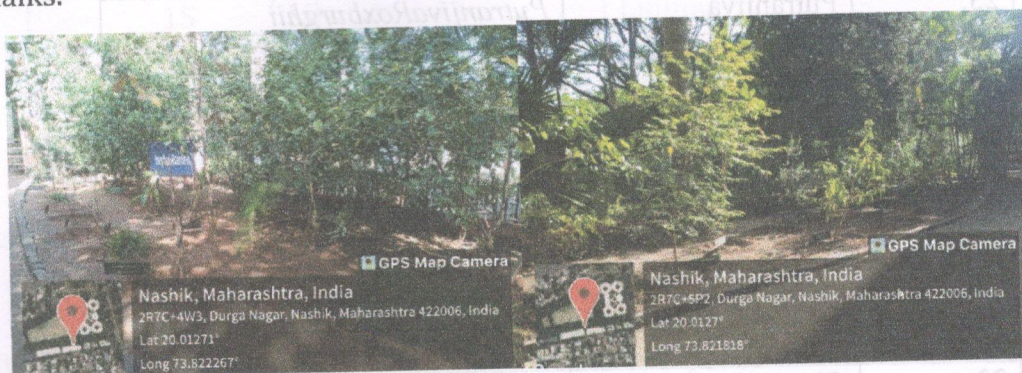 GPS Map Camera
Nashik, Maharashtra, India
2R7C+4W3, Durga Nagar, Nashik, Maharashtra 422006, India
Lat 20.01271°
Long 73.822267°
GPS Map Camera
Nashik, Maharashtra, India
2R7C+5P2, Durga Nagar, Nashik, Maharashtra 422006, India
Lat 20.0127°
Long 73.821818°